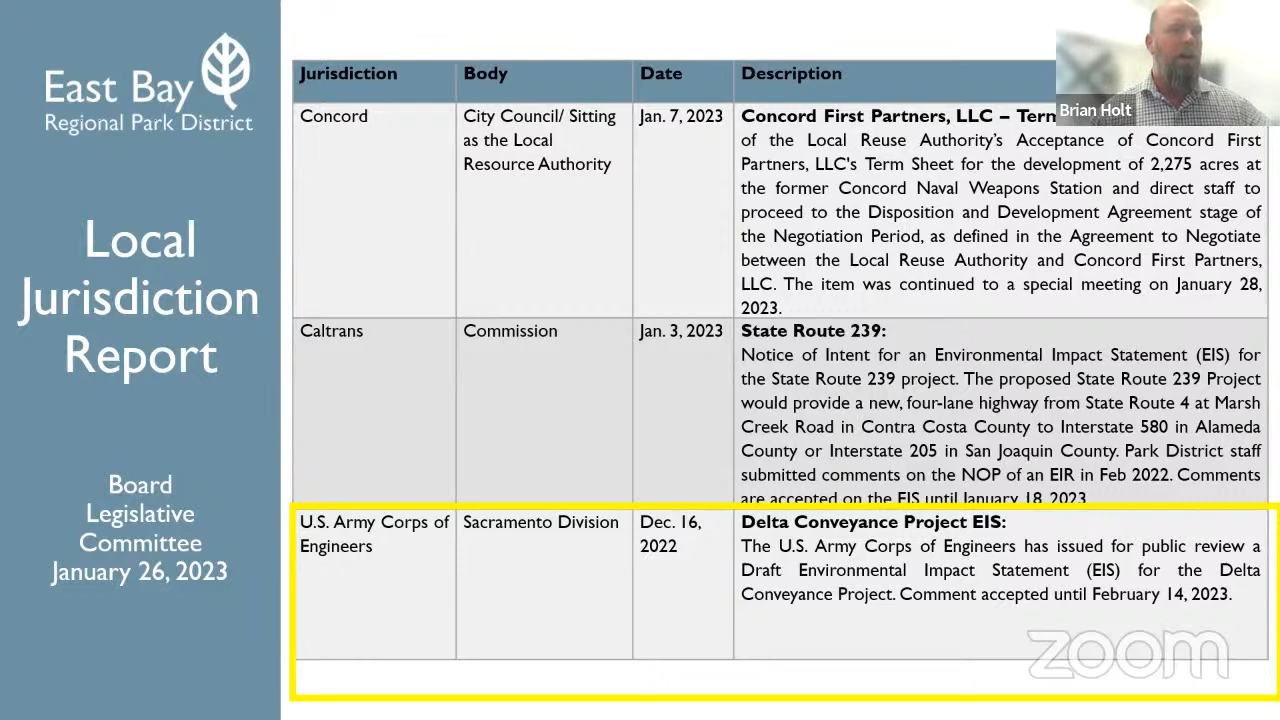 East Bay
Regional Park District
Local
Jurisdiction
Report
Board
Legislative
Committee
January 26, 2023
Jurisdiction Body Date Description
Concord
City Council/ Sitting
as the Local
Resource Authority
Jan. 7, 2023
Concord First Partners, LLC – Term
of the Local Reuse Authority's Acceptance of Concord First
Partners, LLC's Term Sheet for the development of 2,275 acres at
the former Concord Naval Weapons Station and direct staff to
proceed to the Disposition and Development Agreement stage of
the Negotiation Period, as defined in the Agreement to Negotiate
between the Local Reuse Authority and Concord First Partners,
LLC. The item was continued to a special meeting on January 28,
2023.
Caltrans
Commission
Jan. 3, 2023
State Route 239:
Notice of Intent for an Environmental Impact Statement (EIS) for
the State Route 239 project. The proposed State Route 239 Project
would provide a new, four-lane highway from State Route 4 at Marsh
Creek Road in Contra Costa County to Interstate 580 in Alameda
County or Interstate 205 in San Joaquin County. Park District staff
submitted comments on the NOP of an EIR in Feb 2022. Comments
are accepted on the EIS until January 18, 2023
U.S. Army Corps of
Engineers
Sacramento Division
Dec. 16,
2022
Delta Conveyance Project EIS:
The U.S. Army Corps of Engineers has issued for public review a
Draft Environmental Impact Statement (EIS) for the Delta
Conveyance Project. Comment accepted until February 14, 2023.
Brian Holt
zoom